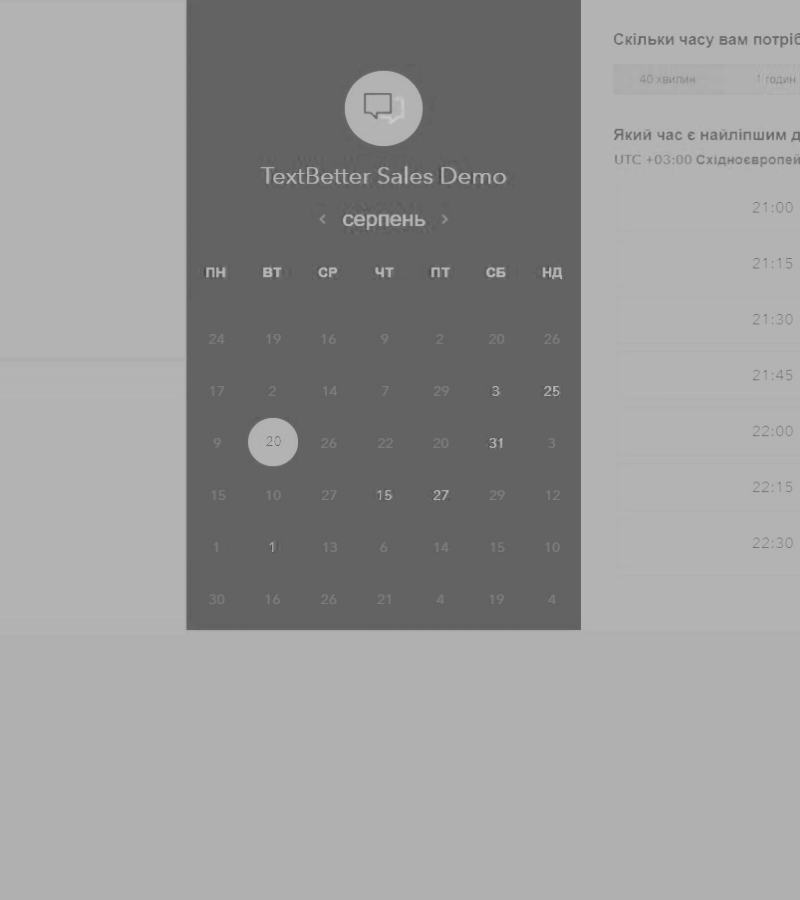 TextBetter Sales Demo
серпень
ПН ВТ СР ЧТ ПТ СБ НД
24 19 16 9 2 20 26
17 2 14 7 29 3 25
9 20 26 22 20 31 3
15 10 27 15 27 29 12
1 1 13 6 14 15 10
30 16 26 21 4 19 4
Скільки часу вам потріб
40 хвилин 1 годин
Який час є найліпшим д
UTC +03:00 Східноєвропей
21:00
21:15
21:30
21:45
22:00
22:15
22:30